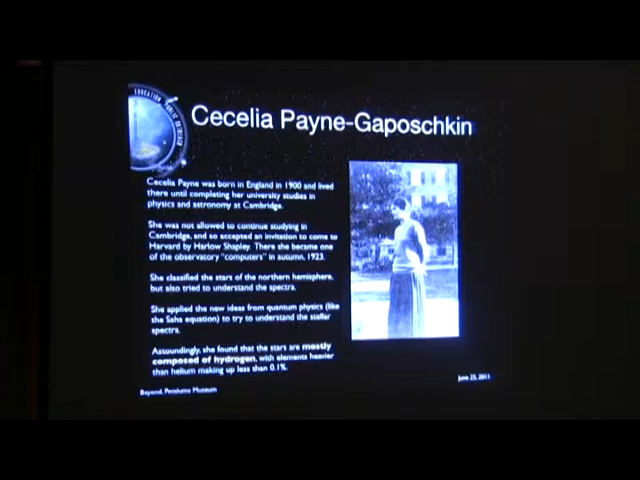 EDUCATION PUBLIC OUTREACH
Cecelia Payne-Gaposchkin
Cecelia Payne was born in England in 1900 and lived
there until completing her university studies in
physics and astronomy at Cambridge.
She was not allowed to continue studying in
Cambridge, and so accepted an invitation to come to
Harvard by Harlow Shapley. There she became one
of the observatory "computers" in autumn, 1923.
She classified the stars of the northern hemisphere,
but also tried to understand the spectra.
She applied the new ideas from quantum physics (like
the Saha equation) to try to understand the stellar
spectra.
Astoundingly, she found that the stars are mostly
composed of hydrogen, with elements heavier
than helium making up less than 0.1%.
Beyond, Museum
June 25, 2011